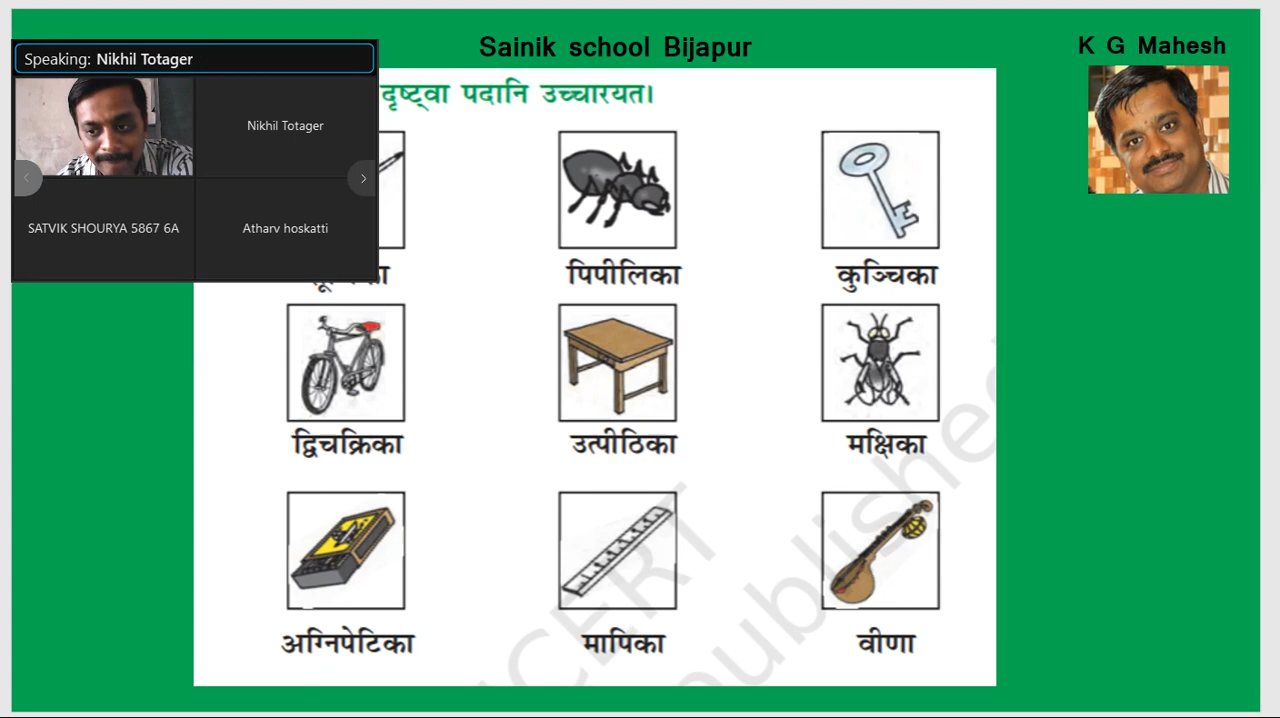 Sainik school Bijapur
K G Mahesh
Speaking: Nikhil Totager
Nikhil Totager
SATVIK SHOURYA 5867 6A
Atharv hoskatti
दृष्ट्वा पदानि उच्चारयत।
पिपीलिका
कुञ्चिका
द्विचक्रिका
उत्पीठिका
मक्षिका
अग्निपेटिका
मापिका
वीणा